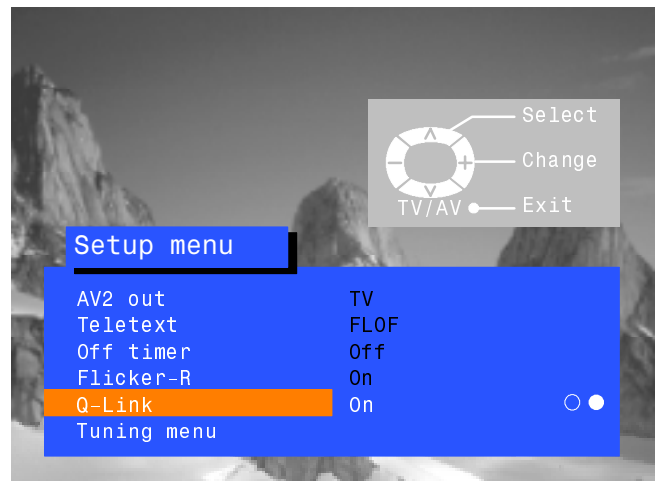 Select
Change
TV/AV Exit
Setup menu
AV2 out TV
Teletext FLOF
Off timer Off
Flicker-R On
Q-Link On
Tuning menu